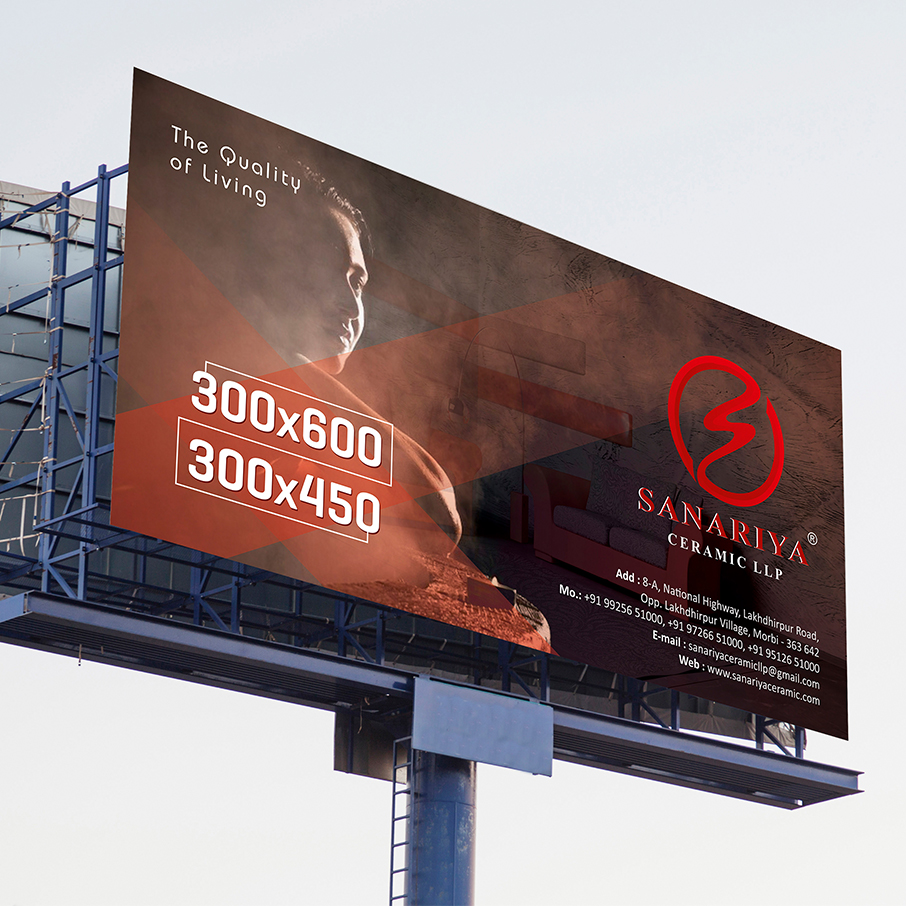 The Quality
of Living
300x600
300x450
SANARIYA®
CERAMIC LLP
Add : 8-A, National Highway, Lakhdhirpur Road,
Opp. Lakhdhirpur Village, Morbi - 363 642
Mo.: +91 99256 51000, +91 97266 51000, +91 95126 51000
E-mail : sanariyaceramicllp@gmail.com
Web : www.sanariyaceramic.com